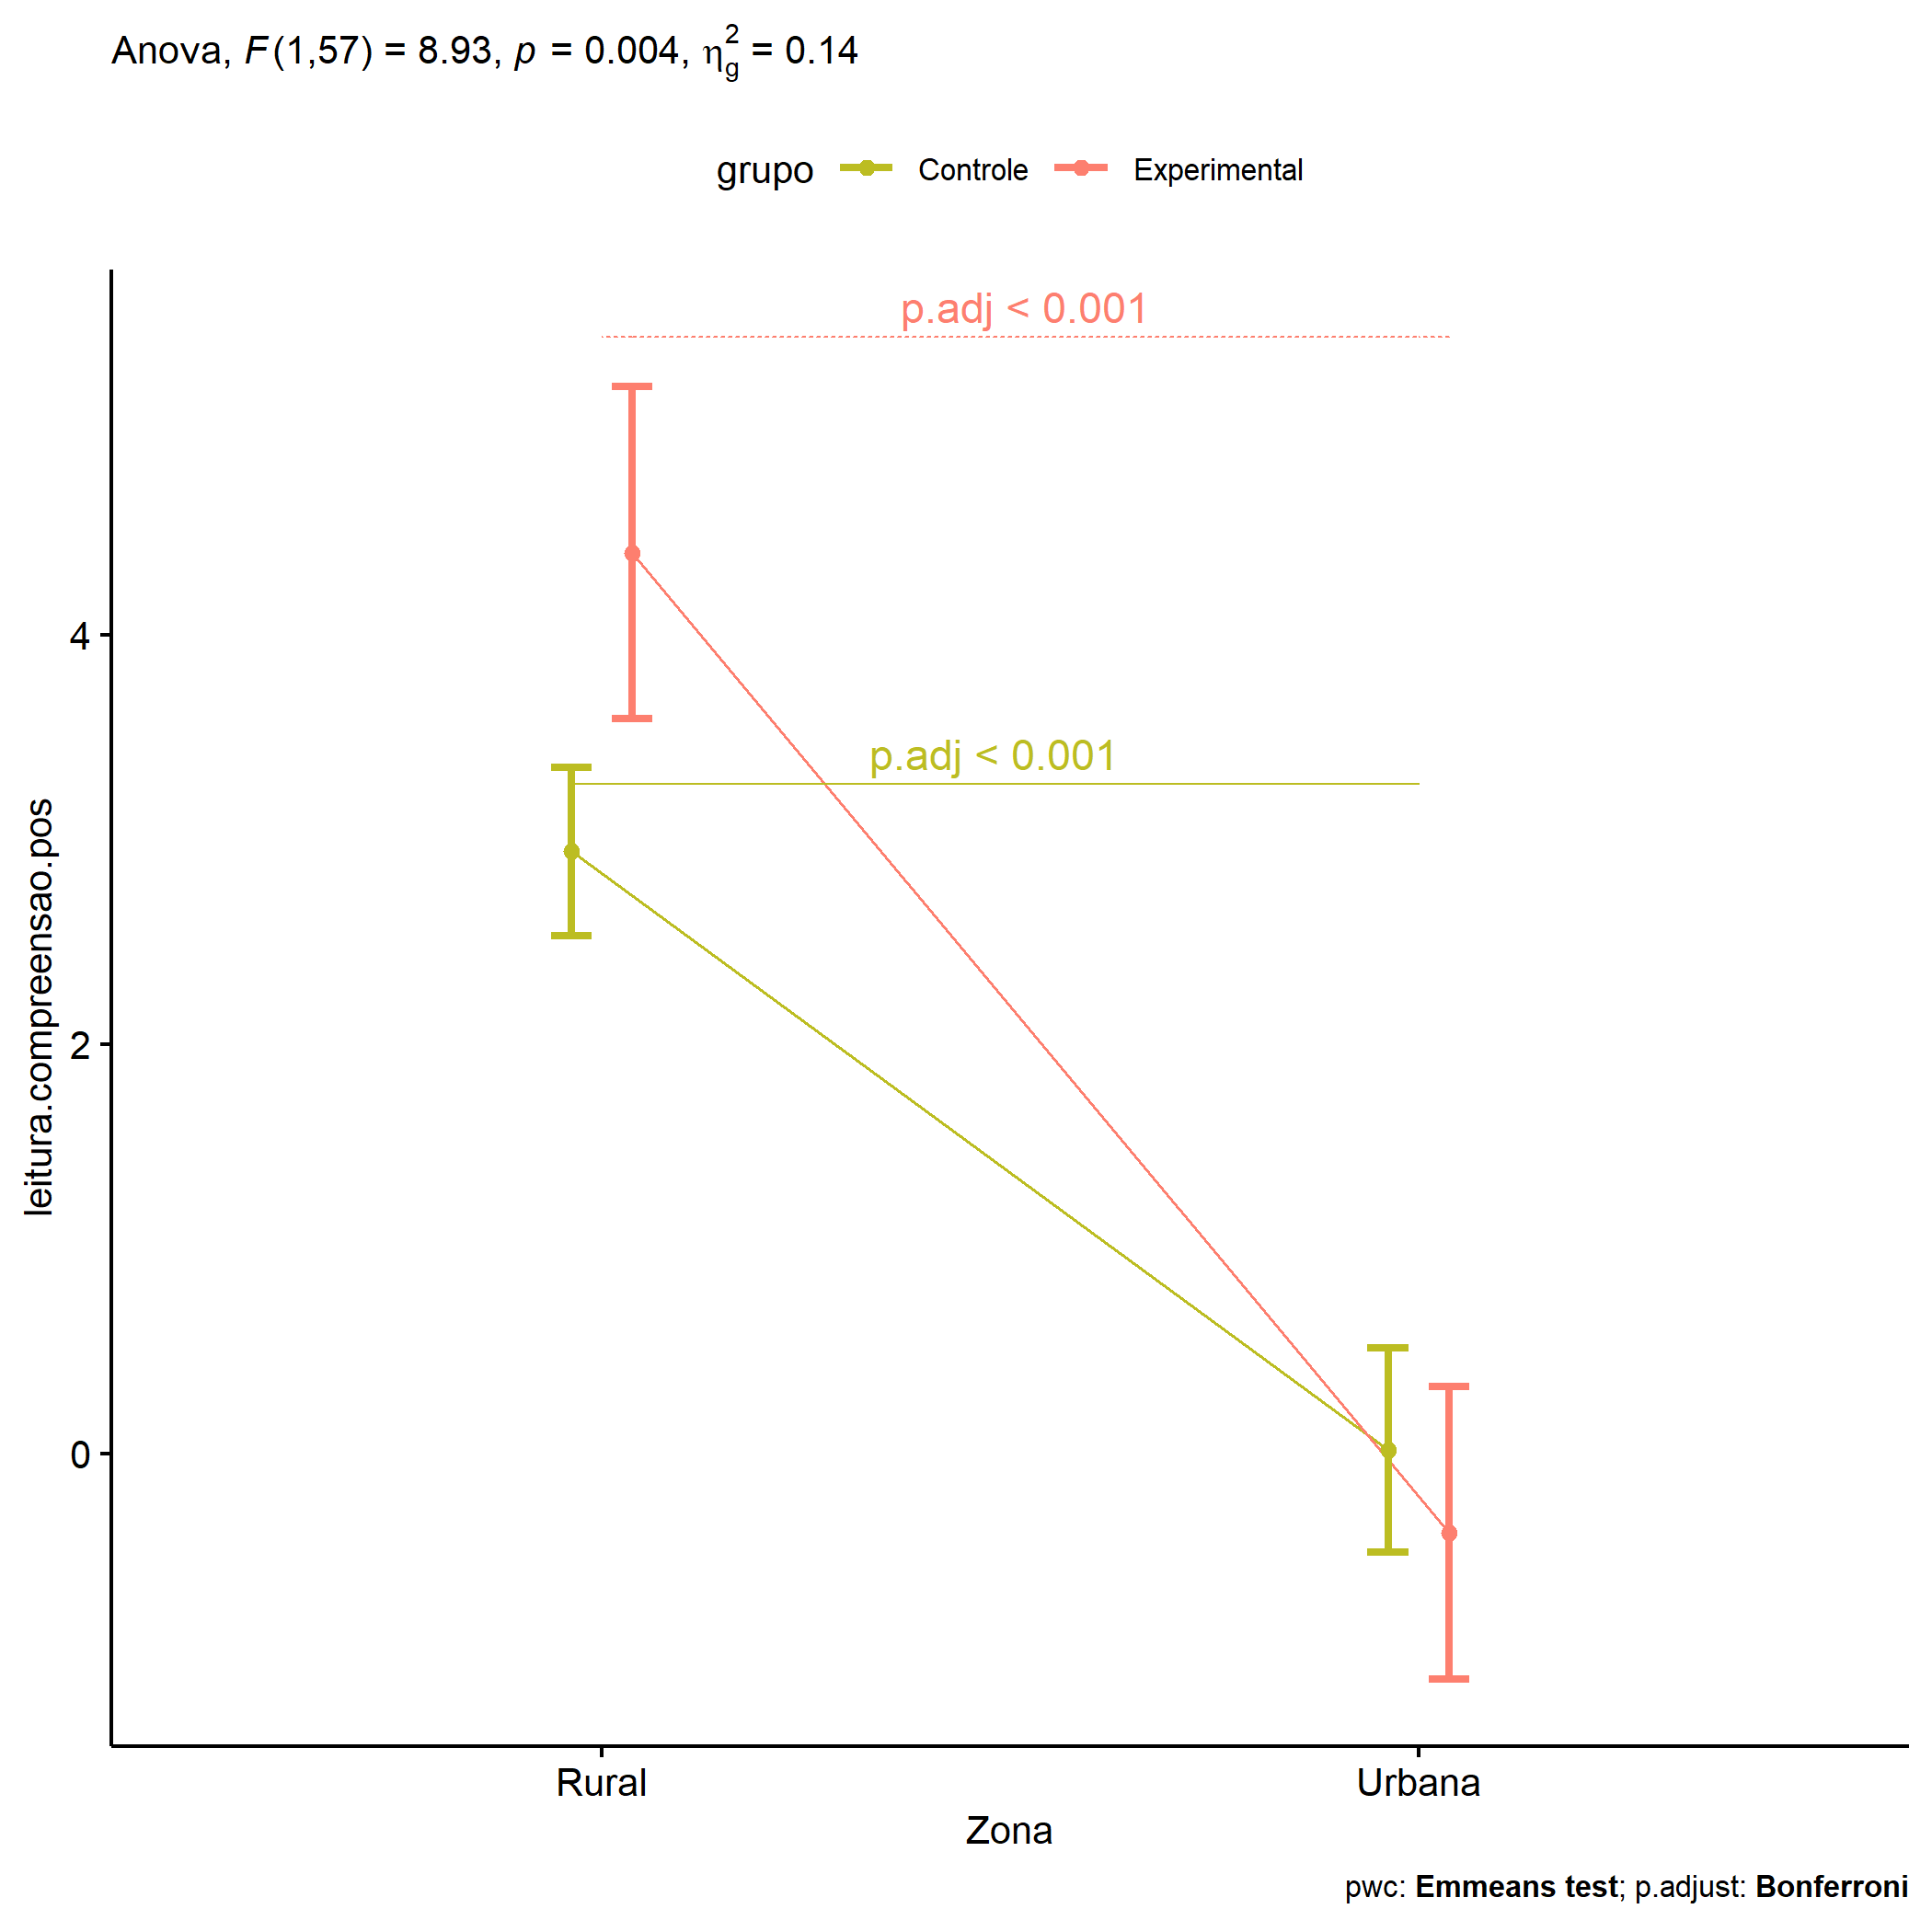 Anova, F(1,57) = 8.93, p = 0.004, η²g = 0.14
grupo Controle Experimental
p.adj < 0.001
p.adj < 0.001
leitura.compreensao.pos
4
2
0
Rural Urbana
Zona
pwc: Emmeans test; p.adjust: Bonferroni